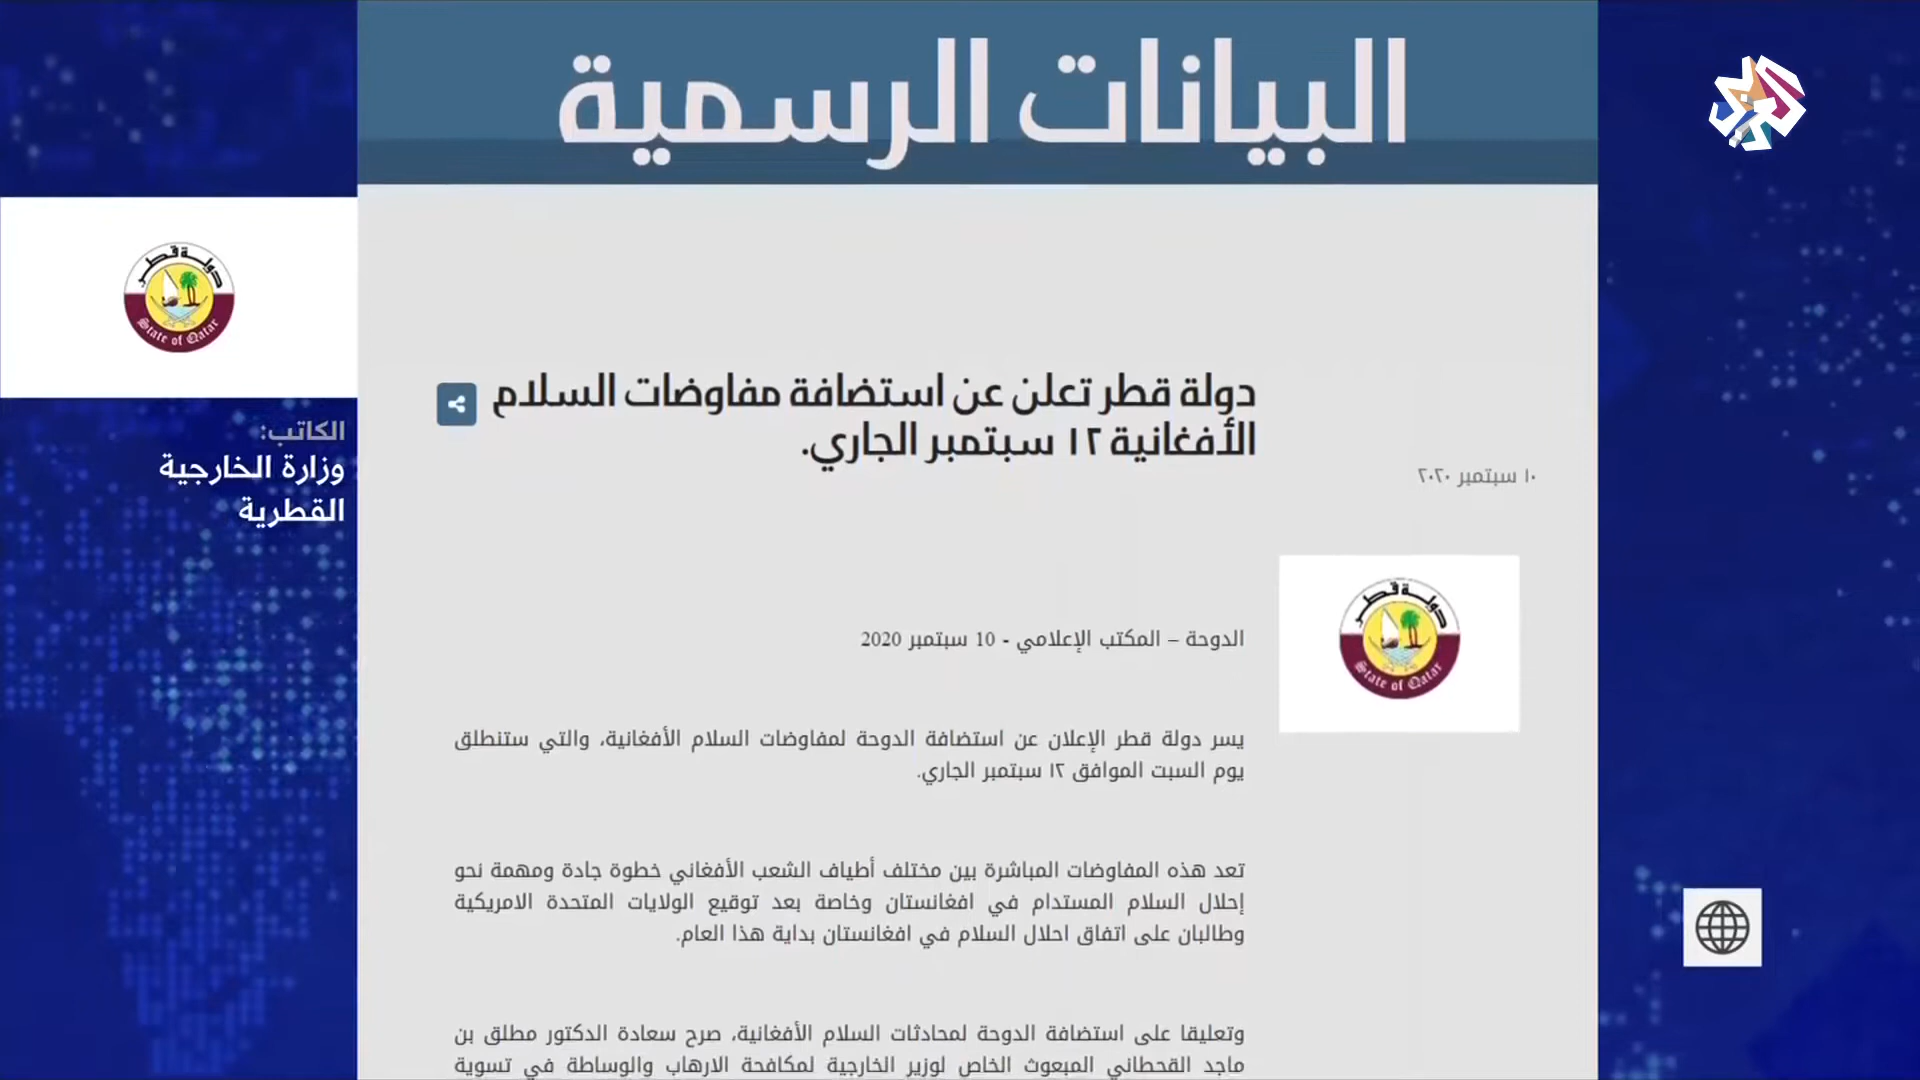 البيانات الرسمية
دولة قطر
State of Qatar
الكاتب:
وزارة الخارجية
القطرية
دولة قطر تعلن عن استضافة مفاوضات السلام
الأفغانية ١٢ سبتمبر الجاري.
١٠ سبتمبر ٢٠٢٠
دولة قطر
State of Qatar
الدوحة – المكتب الإعلامي - 10 سبتمبر 2020
يسر دولة قطر الإعلان عن استضافة الدوحة لمفاوضات السلام الأفغانية، والتي ستنطلق
يوم السبت الموافق ١٢ سبتمبر الجاري.
تعد هذه المفاوضات المباشرة بين مختلف أطياف الشعب الأفغاني خطوة جادة ومهمة نحو
إحلال السلام المستدام في افغانستان وخاصة بعد توقيع الولايات المتحدة الامريكية
وطالبان على اتفاق احلال السلام في افغانستان بداية هذا العام.
وتعليقا على استضافة الدوحة لمحادثات السلام الأفغانية، صرح سعادة الدكتور مطلق بن
ماجد القحطاني المبعوث الخاص لوزير الخارجية لمكافحة الارهاب والوساطة في تسوية